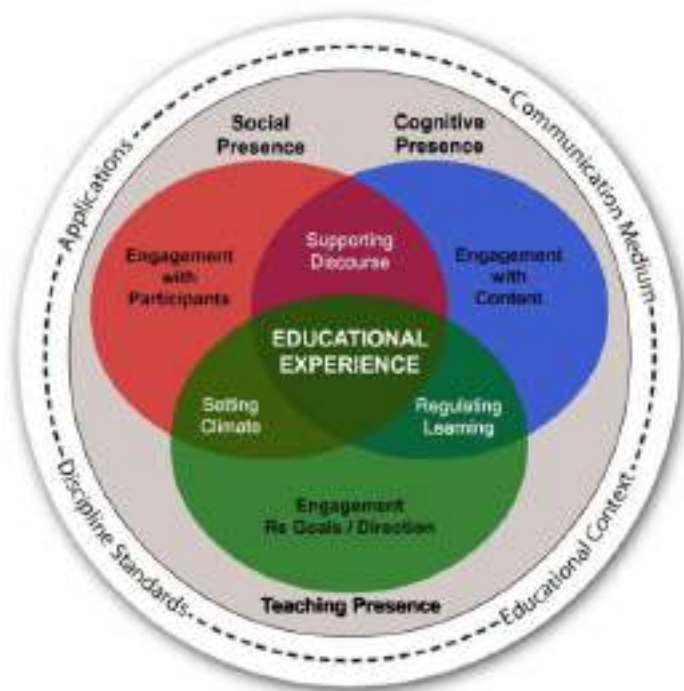 Applications
Communication Medium
Social
Presence
Cognitive
Presence
Engagement
with
Participants
Supporting
Discourse
Engagement
with
Content
EDUCATIONAL
EXPERIENCE
Setting
Climate
Regulating
Learning
Engagement
Re Goals / Direction
Teaching Presence
Discipline Standards
Educational Context